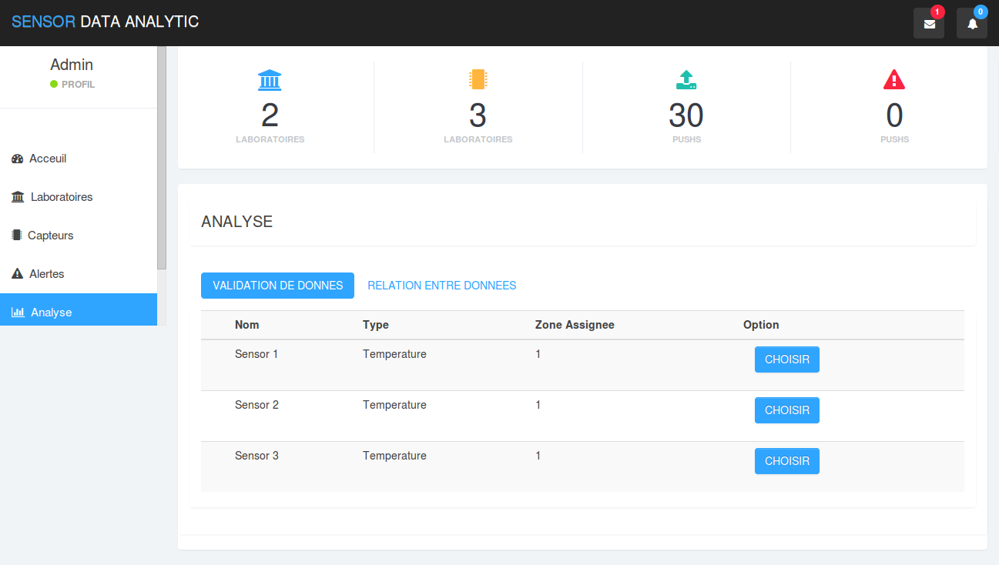 SENSOR DATA ANALYTIC
1
0
Admin
PROFIL
Acceuil
Laboratoires
Capteurs
Alertes
Analyse
2
LABORATOIRES
3
LABORATOIRES
30
PUSHS
0
PUSHS
ANALYSE
VALIDATION DE DONNES RELATION ENTRE DONNEES
Nom Type Zone Assignee Option
Sensor 1 Temperature 1 CHOISIR
Sensor 2 Temperature 1 CHOISIR
Sensor 3 Temperature 1 CHOISIR